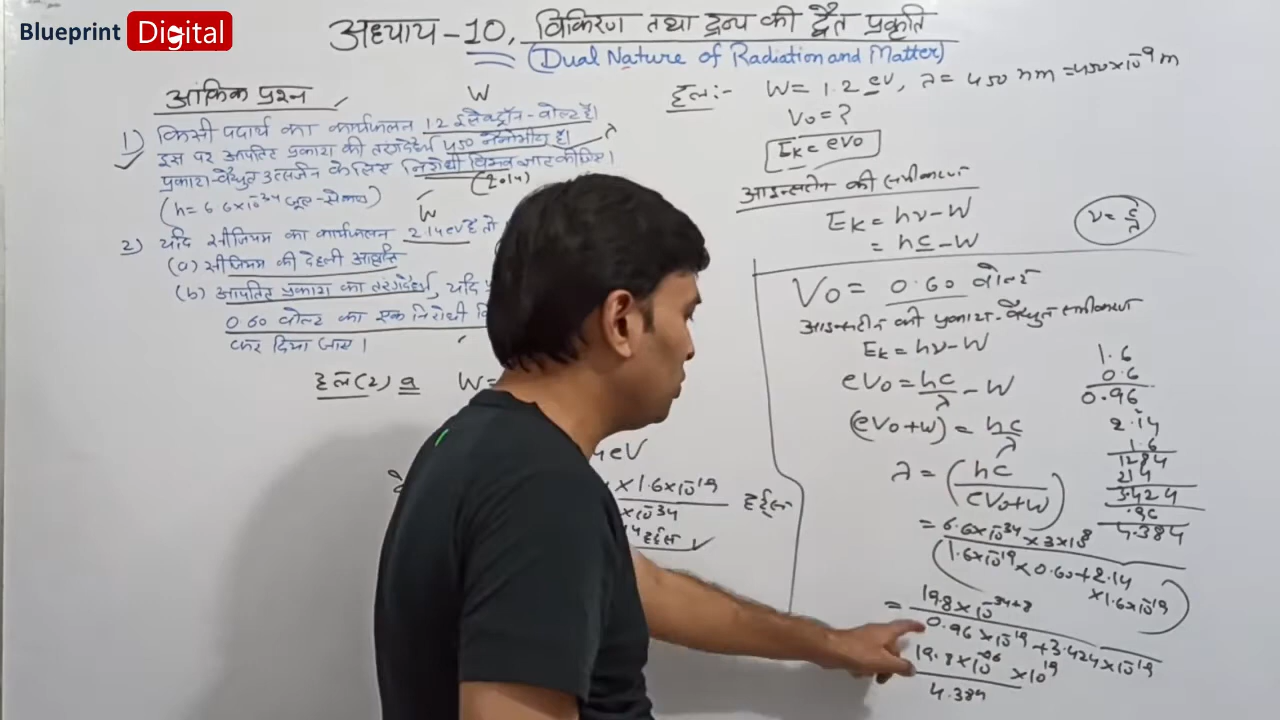 Blueprint Digital
अध्याय-10, विकिरण तथा द्रव्य की द्वैत प्रकृति
(Dual Nature of Radiation and Matter)
आंकिक प्रश्न
W
1) किसी पदार्थ का कार्यफलन 1.2 इलेक्ट्रॉन-वोल्ट है।
इस पर आपतित प्रकाश की तरंगदैर्ध्य 450 नैनोमीटर है। λ
प्रकाश-वैद्युत उत्सर्जन के लिए निरोधी विभव ज्ञात कीजिए।
(2014)
(h=6.6×10⁻³⁴ जूल-सेकण्ड)
W
2) यदि सीजियम का कार्यफलन 2.14 eV है तो
(a) सीजियम की देहली आवृत्ति
(b) आपतित प्रकाश का तरंगदैर्ध्य, यदि
0.60 वोल्ट का एक निरोधी
कर दिया जाए।
हल (2) a W=
eV
×1.6×10⁻¹⁹
×10⁻³⁴
हर्ट्ज
हर्ट्ज
हल:- W= 1.2 eV, λ= 450 nm =450×10⁻⁹ m
V₀=?
Eₖ=eV₀
आइन्सटीन की समीकरण
Eₖ= hν-W
= hc-W
ν=c/λ
V₀= 0.60 वोल्ट
आइन्सटीन की प्रकाश-वैद्युत समीकरण
Eₖ=hν-W
eV₀=hc/λ -W
(eV₀+W)=hc/λ
λ= (hc/eV₀+W)
= 6.6×10⁻³⁴×3×10⁸
(1.6×10⁻¹⁹×0.60+2.14
×1.6×10⁻¹⁹)
= 19.8×10⁻³⁴⁺⁸
0.96×10⁻¹⁹+3.424×10⁻¹⁹
19.8×10⁻²⁶×10¹⁹
4.384
1.6
0.6
0.96
2.14
1.6
1284
214
3.424
.96
4.384